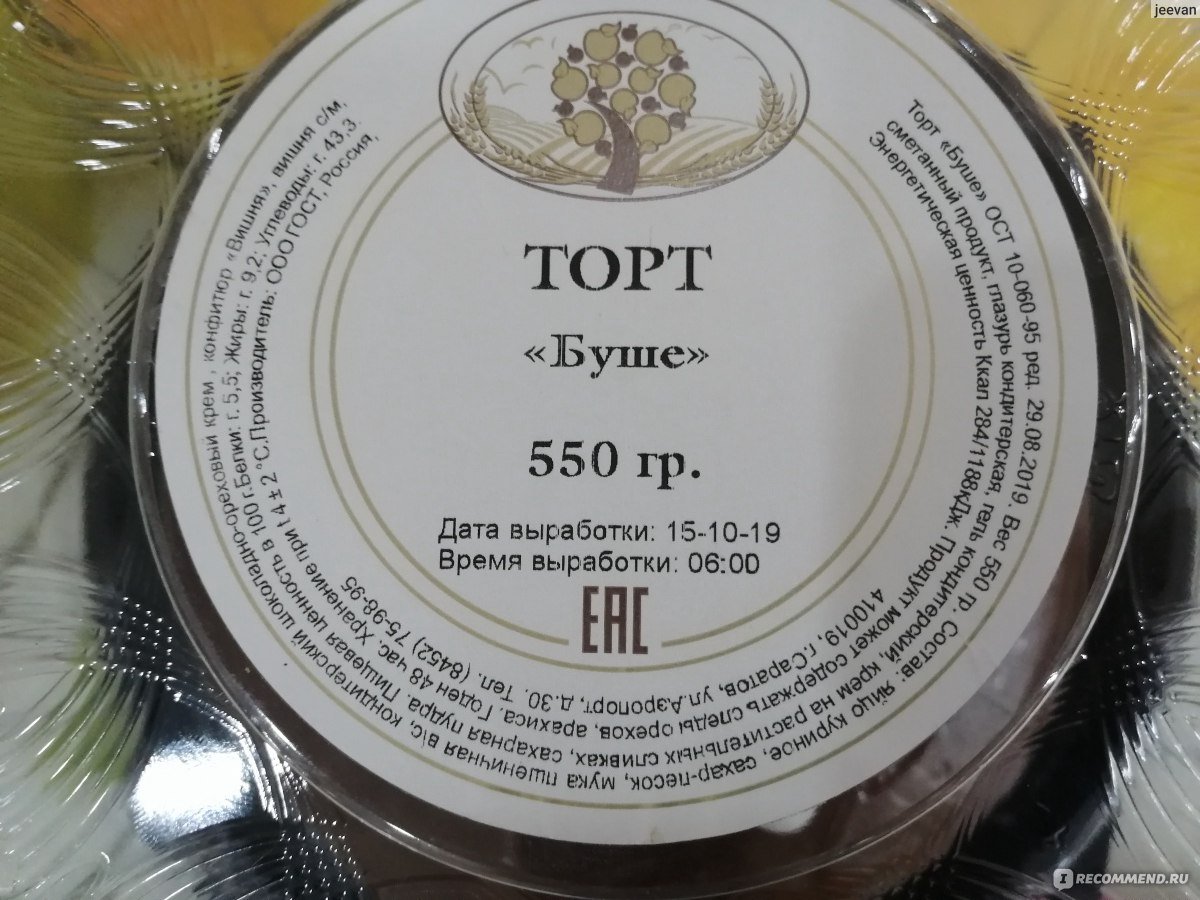 jeevan
ТОРТ
«Буше»
550 гр.
Дата выработки: 15-10-19
Время выработки: 06:00
EAC
Торт «Буше» ОСТ 10-060-95 ред. 29.08.2019. Вес 550 гр. Состав: яйцо куриное, сахар-песок, мука пшеничная в/с, кондитерский шоколадно-ореховый крем , конфитюр «Вишня», вишня с/м,
сметанный продукт, глазурь кондитерская, гель кондитерский, крем на растительных сливках, сахарная пудра. Пищевая ценность в 100 г.Белки: г. 5,5; Жиры: г. 9,2; Углеводы: г. 43,3.
Энергетическая ценность Ккал 284/1188кДж. Продукт может содержать следы орехов, арахиса. Годен 48 час. Хранение при t 4± 2 °С.Производитель: ООО ГОСТ, Россия,
410019, г.Саратов, ул.Аэропорт, д.30. Тел. (8452) 75-98-95
I RECOMMEND.RU